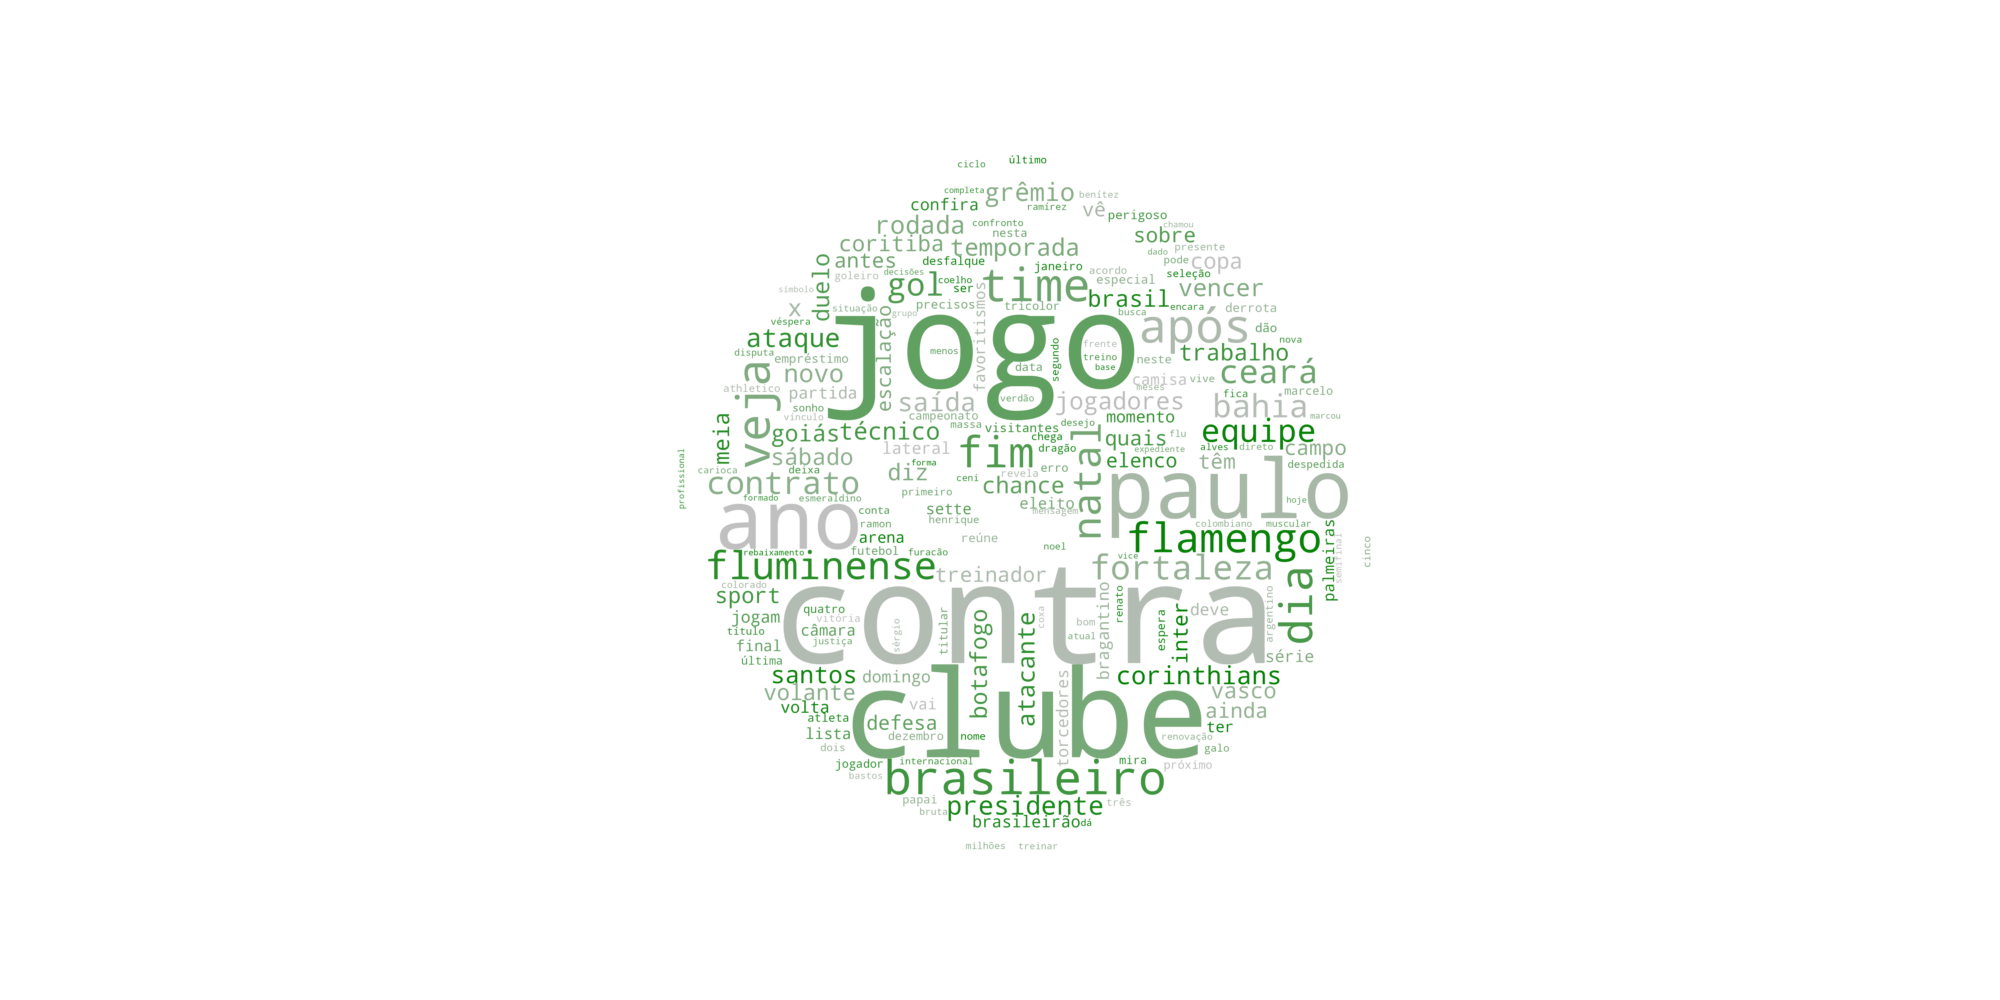 último
ciclo
completa
grêmio
benítez
confira
ramírez
vê
perigoso
rodada
confronto
chamou
nesta
sobre
coritiba
temporada
presente
dado
antes
desfalque
janeiro
acordo
pode
copa
goleiro
decisões
seleção
duelo
coelho
ser
especial
vencer
símbolo
gol
time
brasil
x
situação
precisos
tricolor
encara
derrota
grupo
busca
véspera
jogo
após
dão
ataque
escalação
favoritismos
frente
nova
disputa
menos
segundo
treino
neste
trabalho
empréstimo
data
base
veja
novo
camisa
vive
ceará
athletico
meses
partida
saída
verdão
jogadores
fica
marcelo
sonho
bahia
vínculo
campeonato
momento
marcou
meia
massa
visitantes
desejo
goiás
técnico
chega
quais
flu
equipe
lateral
fim
dragão
expediente
alves
direto
campo
sábado
forma
natal
elenco
têm
despedida
carioca
deixa
diz
revela
erro
profissional
ceni
contrato
primeiro
chance
paulo
formado
esmeraldino
eleito
hoje
ano
conta
sette
mensagem
ramon
henrique
colombiano
muscular
arena
reúne
flamengo
palmeiras
rebaixamento
futebol
furacão
noel
semifinal
cinco
vice
fluminense
treinador
fortaleza
colorado
contra
dia
sport
bragantino
renato
argentino
quatro
deve
jogam
vitória
titular
coxa
bom
espera
inter
título
câmara
sérgio
botafogo
atual
justiça
final
série
última
atacante
santos
domingo
torcedores
corinthians
volante
vasco
volta
vai
clube
ainda
atleta
defesa
ter
lista
dezembro
nome
renovação
dois
galo
jogador
internacional
mira
próximo
bastos
brasileiro
papai
presidente
três
bruta
brasileirão
dá
milhões
treinar